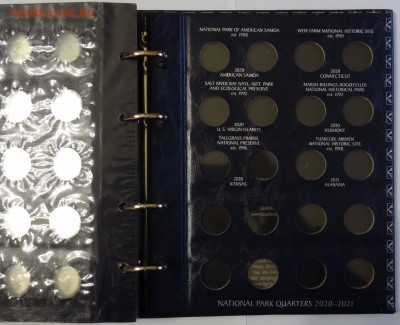 NATIONAL PARK OF AMERICAN SAMOA
est. 1988
WEIR FARM NATIONAL HISTORIC SITE
est. 1990
2020
AMERICAN SAMOA
2020
CONNECTICUT
SALT RIVER BAY NATL. HIST. PARK
AND ECOLOGICAL PRESERVE
est. 1992
MARSH-BILLINGS-ROCKEFELLER
NATIONAL HISTORICAL PARK
est. 1992
2020
U.S. VIRGIN ISLANDS
2020
VERMONT
TALLGRASS PRAIRIE
NATIONAL PRESERVE
est. 1996
TUSKEGEE AIRMEN
NATIONAL HISTORIC SITE
est. 1998
2020
KANSAS
2021
ALABAMA
NATIONAL PARK QUARTERS 2020-2021